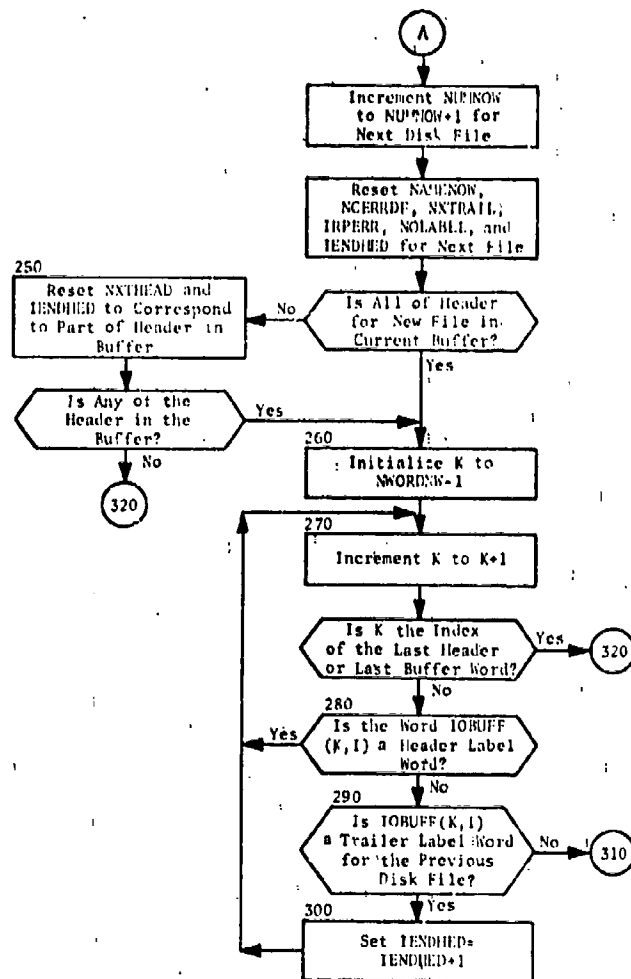 A
Increment NUMNOW
to NUMNOW+1 for
Next Disk File
Reset NAMENOW,
NCERRDF, NXTRAIL,
IRPERR, NOLABLL, and
IENDHED for Next File
250
Reset NXTHEAD and
IENDHED to Correspond
to Part of Header in
Buffer
No
Is All of Header
for New File in
Current Buffer?
Yes
Is Any of the
Header in the
Buffer?
Yes
No
320
260
Initialize K to
NWORDNW-1
270
Increment K to K+1
Is K the Index
of the Last Header
or Last Buffer Word?
Yes
320
No
280
Is the Word IOBUFF
(K,I) a Header Label
Word?
Yes
No
290
Is IOBUFF(K,I)
a Trailer Label Word
for the Previous
Disk File?
No
310
Yes
300
Set IENDHED=
IENDHED+1